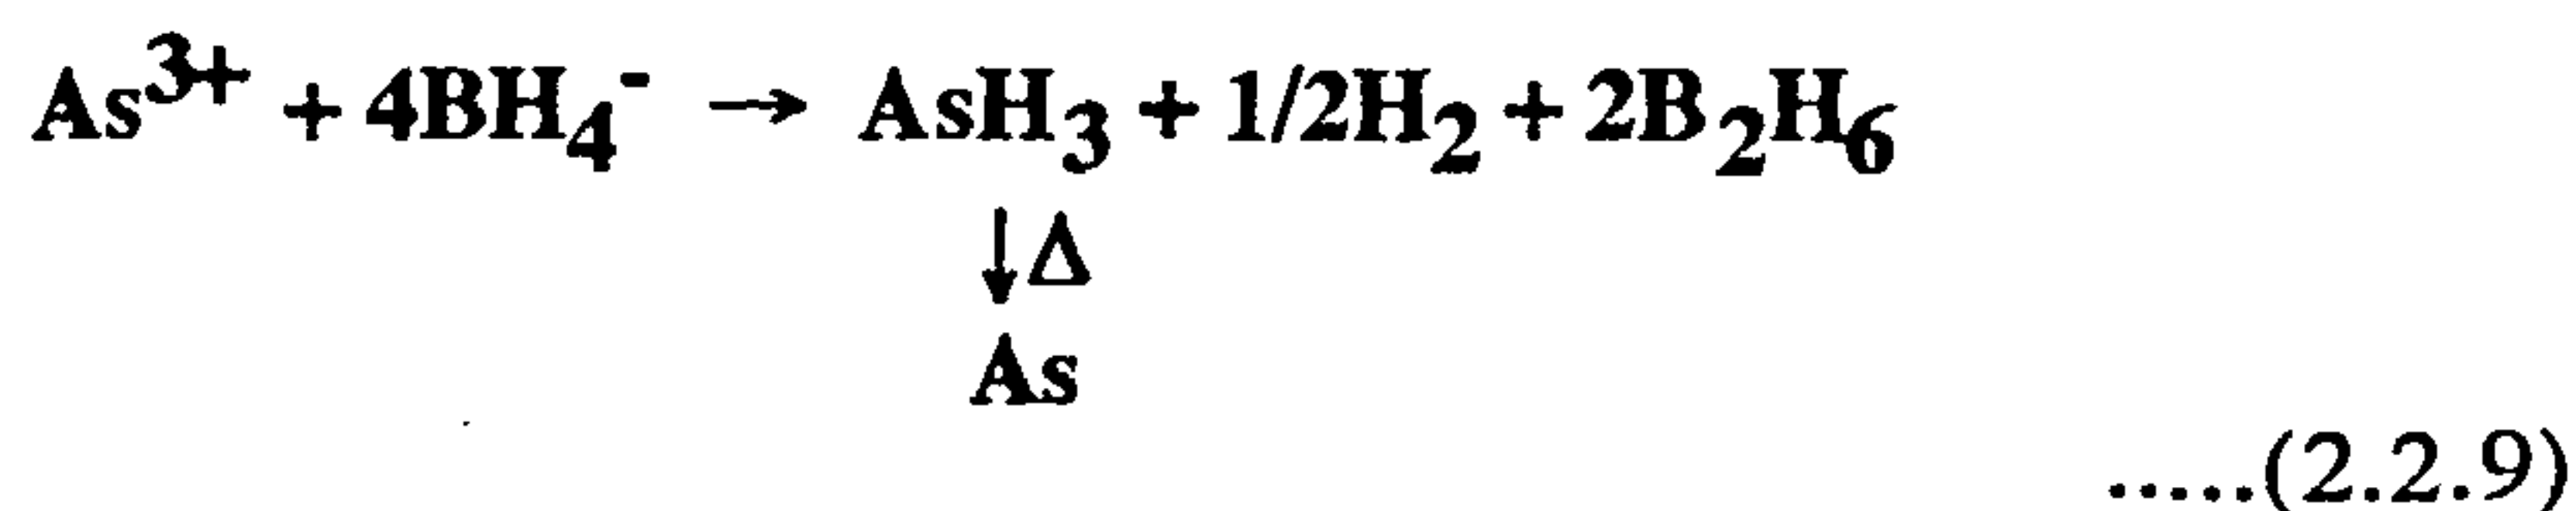 As³⁺ + 4BH₄⁻ → AsH₃ + 1/2H₂ + 2B₂H₆
↓Δ
As
.....(2.2.9)